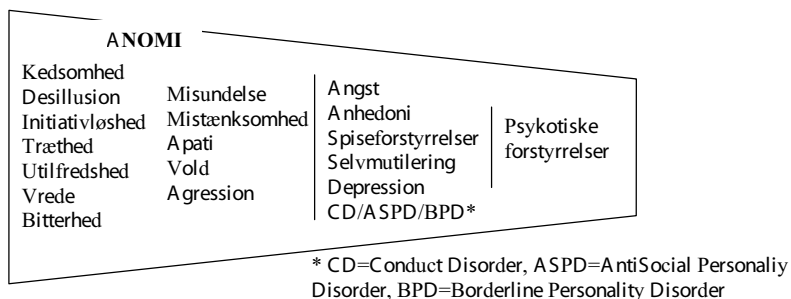 ANOMI
Kedsomhed
Desillusion
Initiativløshed
Træthed
Utilfredshed
Vrede
Bitterhed
Misundelse
Mistænksomhed
Apati
Vold
Agression
Angst
Anhedoni
Spiseforstyrrelser
Selvmutilering
Depression
CD/ASPD/BPD*
Psykotiske
forstyrrelser
* CD=Conduct Disorder, ASPD=AntiSocial Personaliy
Disorder, BPD=Borderline Personality Disorder